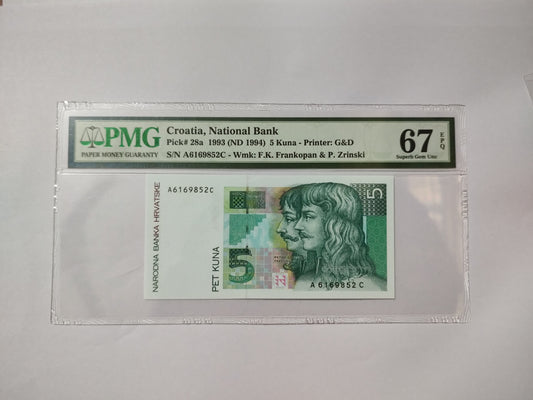 PMG
PAPER MONEY GUARANTY
Croatia, National Bank
Pick# 28a 1993 (ND 1994) 5 Kuna - Printer: G&D
S/N A6169852C - Wmk: F.K. Frankopan & P. Zrinski
67 EPQ
Superb Gem Unc
NARODNA BANKA HRVATSKE
A6169852C
PET KUNA
5
5
A6169852C